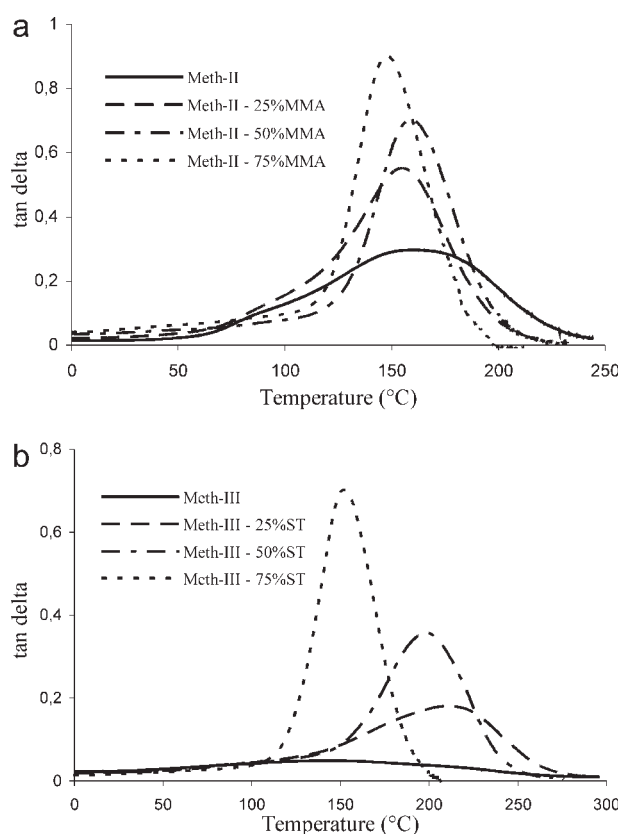 a
1
0,8
0,6
0,4
0,2
0
tan delta
Meth-II
Meth-II - 25%MMA
Meth-II - 50%MMA
Meth-II - 75%MMA
0 50 100 150 200 250
Temperature (°C)
b
0,8
0,6
0,4
0,2
0
tan delta
Meth-III
Meth-III - 25%ST
Meth-III - 50%ST
Meth-III - 75%ST
0 50 100 150 200 250 300
Temperature (°C)